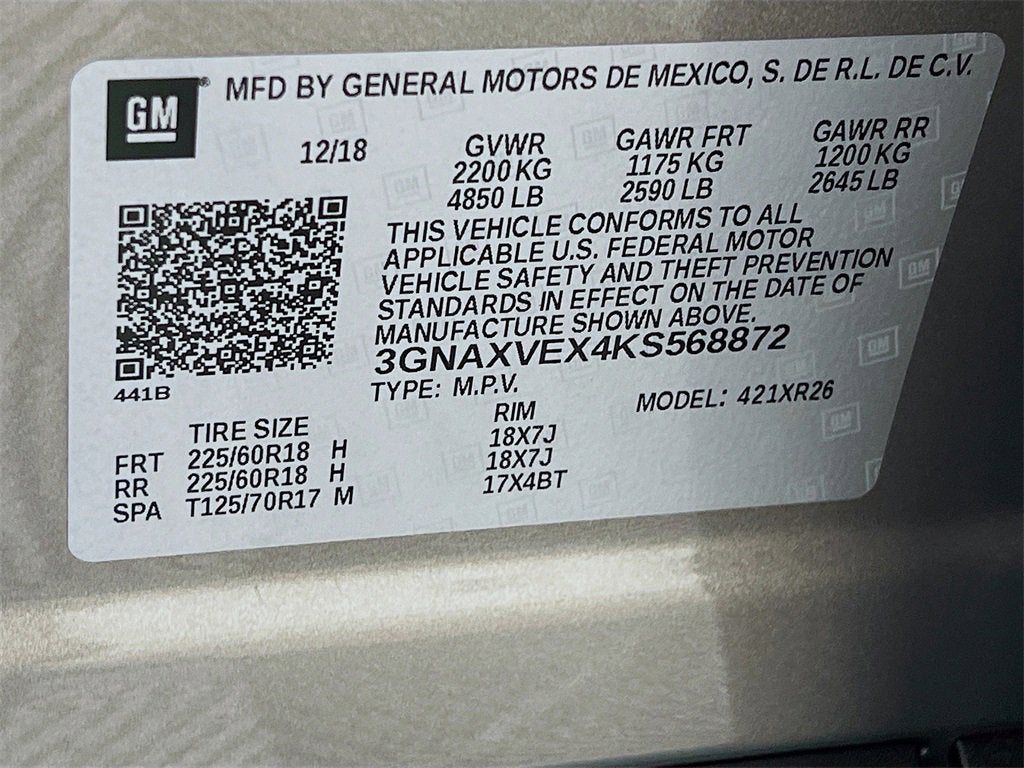 GM ® MFD BY GENERAL MOTORS DE MEXICO, S. DE R.L. DE C.V.
12/18 GVWR GAWR FRT GAWR RR
2200 KG 1175 KG 1200 KG
4850 LB 2590 LB 2645 LB
THIS VEHICLE CONFORMS TO ALL
APPLICABLE U.S. FEDERAL MOTOR
VEHICLE SAFETY AND THEFT PREVENTION
STANDARDS IN EFFECT ON THE DATE OF
MANUFACTURE SHOWN ABOVE.
3GNAXVEX4KS568872
441B
TYPE: M.P.V. MODEL: 421XR26
TIRE SIZE RIM
FRT 225/60R18 H 18X7J
RR 225/60R18 H 18X7J
SPA T125/70R17 M 17X4BT